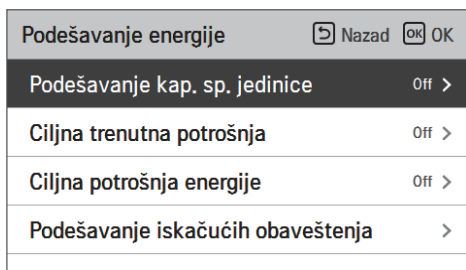 Podešavanje energije Nazad OK OK
Podešavanje kap. sp. jedinice Off >
Ciljna trenutna potrošnja Off >
Ciljna potrošnja energije Off >
Podešavanje iskačućih obaveštenja >